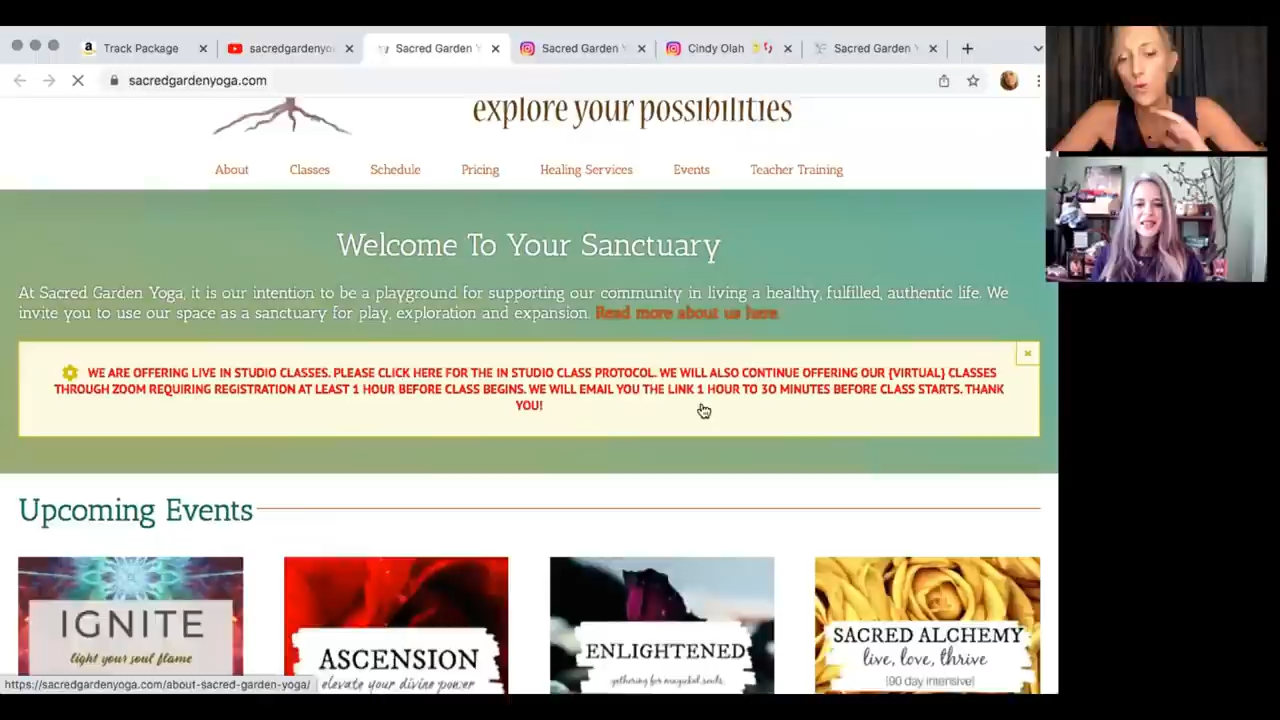 Track Package
sacredgardenyo
Sacred Garden Y
Sacred Garden
Cindy Olah
Sacred Garden
sacredgardenyoga.com
explore your possibilities
About Classes Schedule Pricing Healing Services Events Teacher Training
Welcome To Your Sanctuary
At Sacred Garden Yoga, it is our intention to be a playground for supporting our community in living a healthy, fulfilled, authentic life. We
invite you to use our space as a sanctuary for play, exploration and expansion. Read more about us here.
WE ARE OFFERING LIVE IN STUDIO CLASSES. PLEASE CLICK HERE FOR THE IN STUDIO CLASS PROTOCOL. WE WILL ALSO CONTINUE OFFERING OUR {VIRTUAL} CLASSES
THROUGH ZOOM REQUIRING REGISTRATION AT LEAST 1 HOUR BEFORE CLASS BEGINS. WE WILL EMAIL YOU THE LINK 1 HOUR TO 30 MINUTES BEFORE CLASS STARTS. THANK
YOU!
Upcoming Events
IGNITE
light your soul flame
ASCENSION
elevate your divine power
ENLIGHTENED
gathering for magickal souls
SACRED ALCHEMY
live, love, thrive
[90 day intensive]
https://sacredgardenyoga.com/about-sacred-garden-yoga/